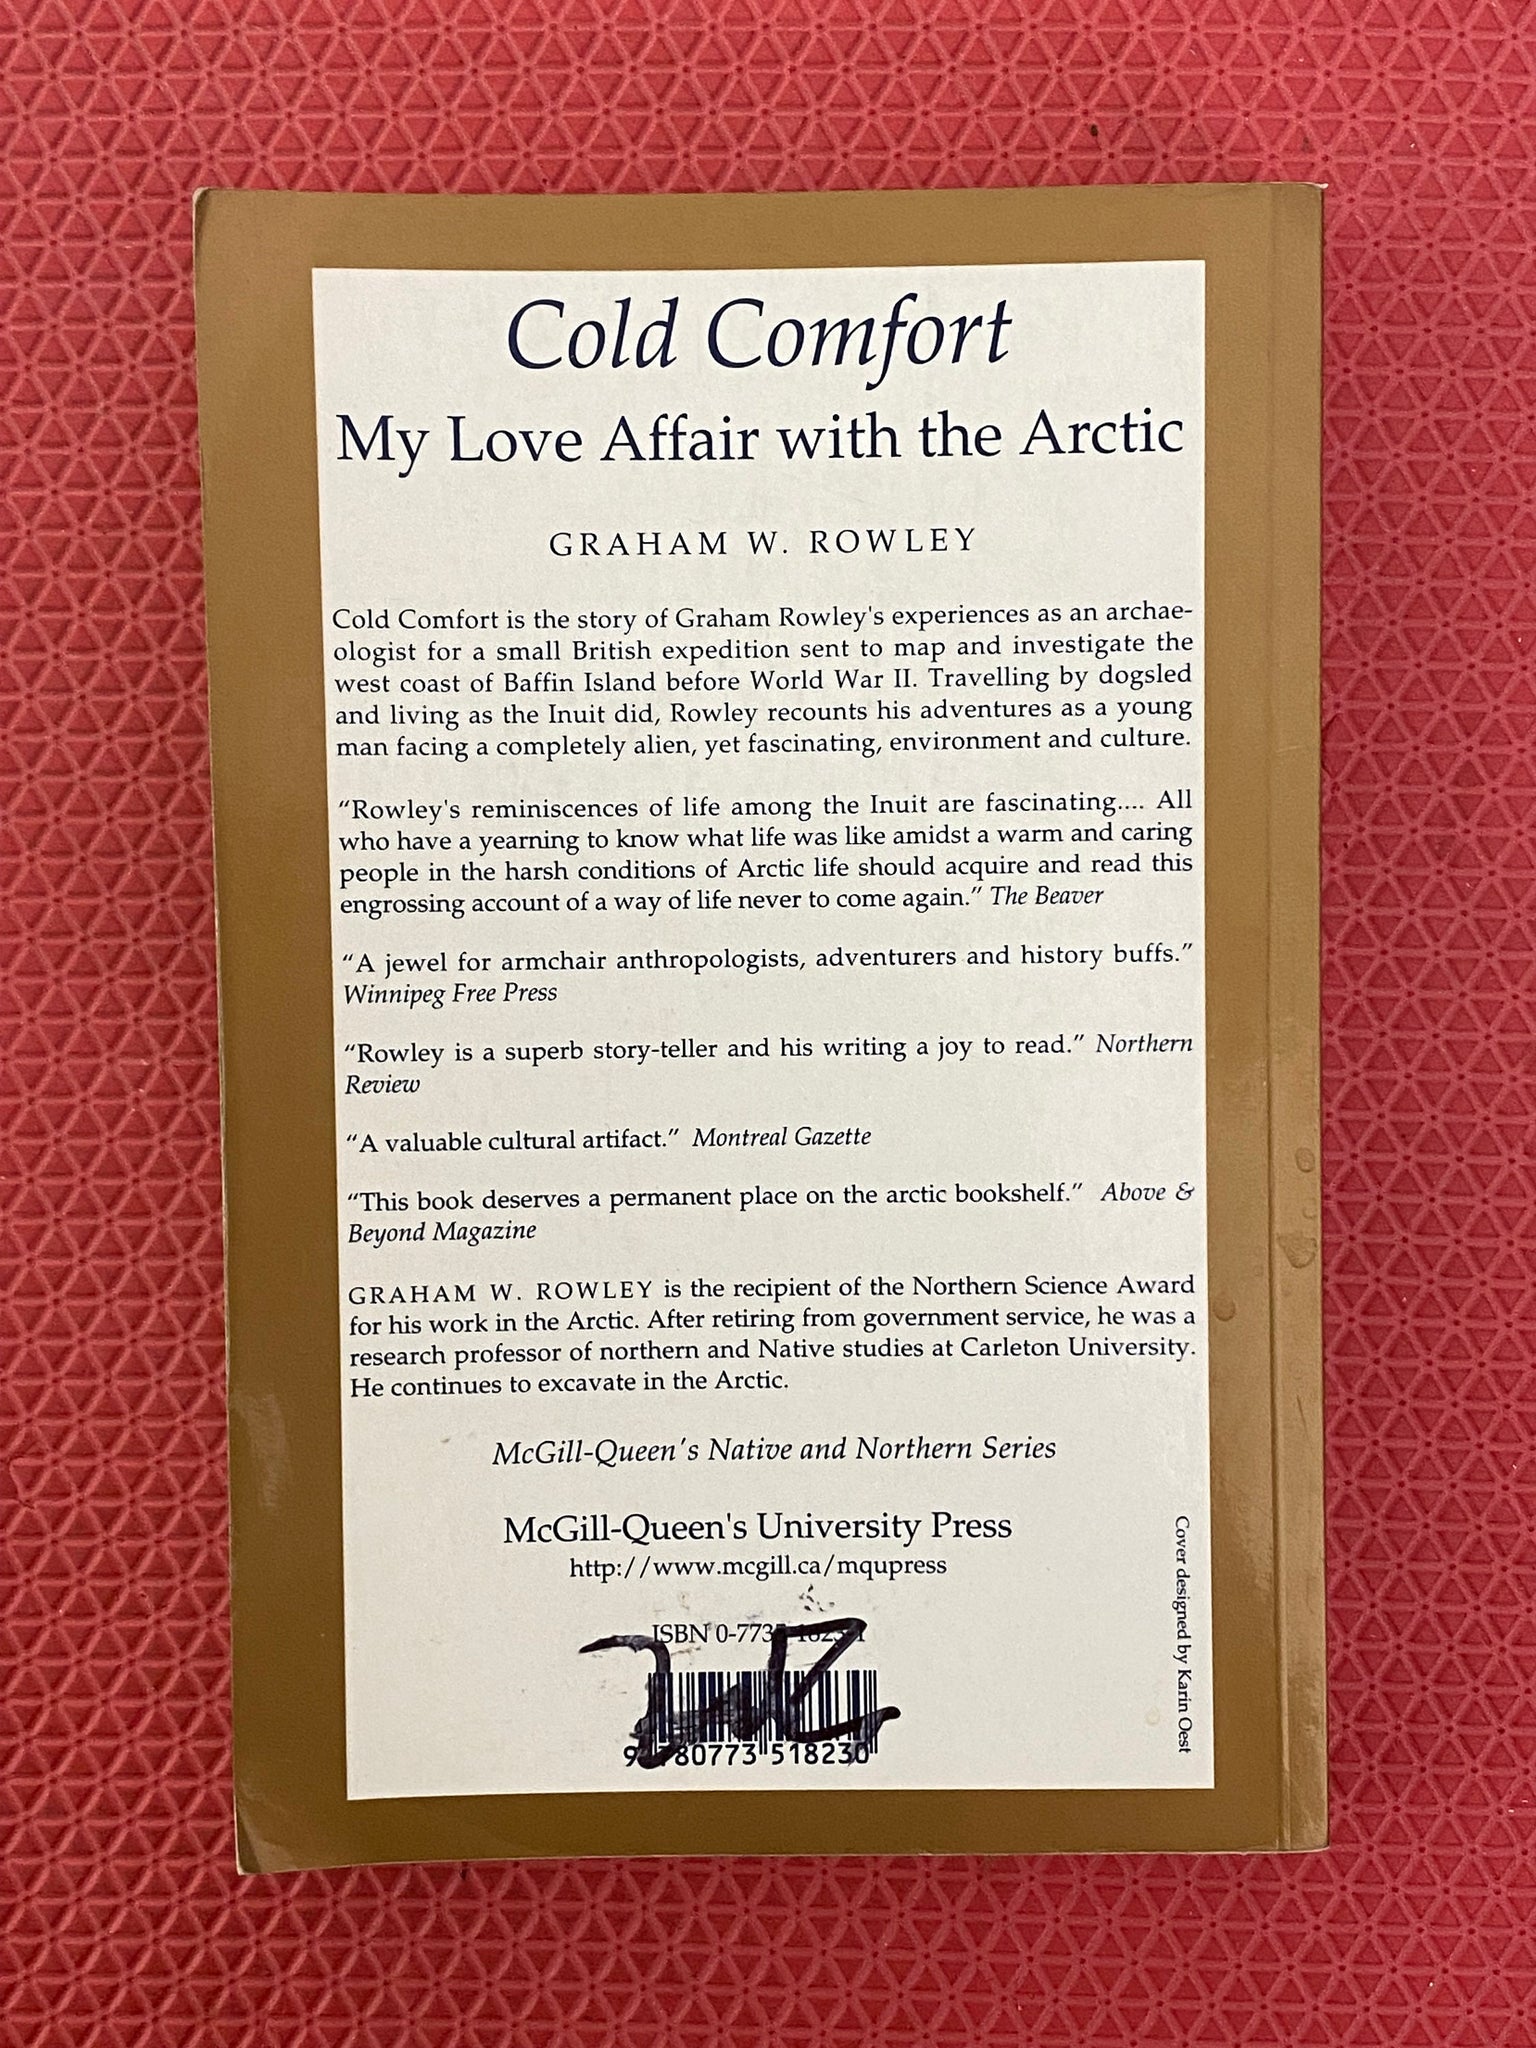 Cold Comfort
My Love Affair with the Arctic
GRAHAM W. ROWLEY
Cold Comfort is the story of Graham Rowley's experiences as an archae-
ologist for a small British expedition sent to map and investigate the
west coast of Baffin Island before World War II. Travelling by dogsled
and living as the Inuit did, Rowley recounts his adventures as a young
man facing a completely alien, yet fascinating, environment and culture.
“Rowley's reminiscences of life among the Inuit are fascinating.... All
who have a yearning to know what life was like amidst a warm and caring
people in the harsh conditions of Arctic life should acquire and read this
engrossing account of a way of life never to come again.” The Beaver
“A jewel for armchair anthropologists, adventurers and history buffs.”
Winnipeg Free Press
“Rowley is a superb story-teller and his writing a joy to read.” Northern
Review
“A valuable cultural artifact.” Montreal Gazette
“This book deserves a permanent place on the arctic bookshelf.” Above &
Beyond Magazine
GRAHAM W. ROWLEY is the recipient of the Northern Science Award
for his work in the Arctic. After retiring from government service, he was a
research professor of northern and Native studies at Carleton University.
He continues to excavate in the Arctic.
McGill-Queen's Native and Northern Series
McGill-Queen's University Press
http://www.mcgill.ca/mqupress
ISBN
9 780773 518230
Cover designed by Karin Oest